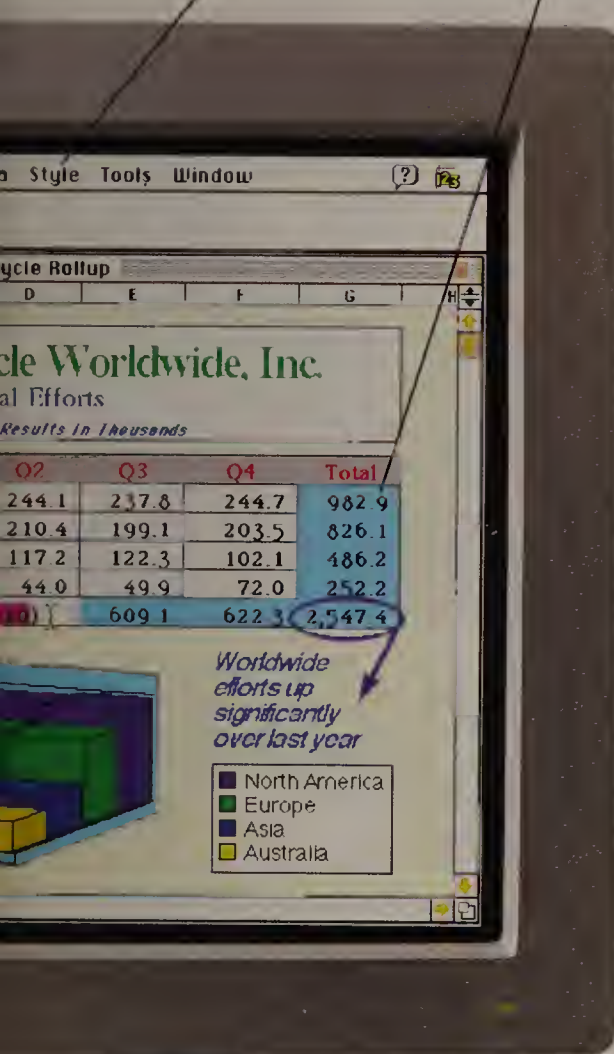 a Style Tools Window ? 123
ycle Rollup
D E F G H
cle Worldwide, Inc.
al Efforts
Results in Thousands
Q2 Q3 Q4 Total
244.1 237.8 244.7 982.9
210.4 199.1 203.5 826.1
117.2 122.3 102.1 486.2
44.0 49.9 72.0 252.2
10) 609.1 622.3 2,547.4
Worldwide
efforts up
significantly
over last year
North America
Europe
Asia
Australia